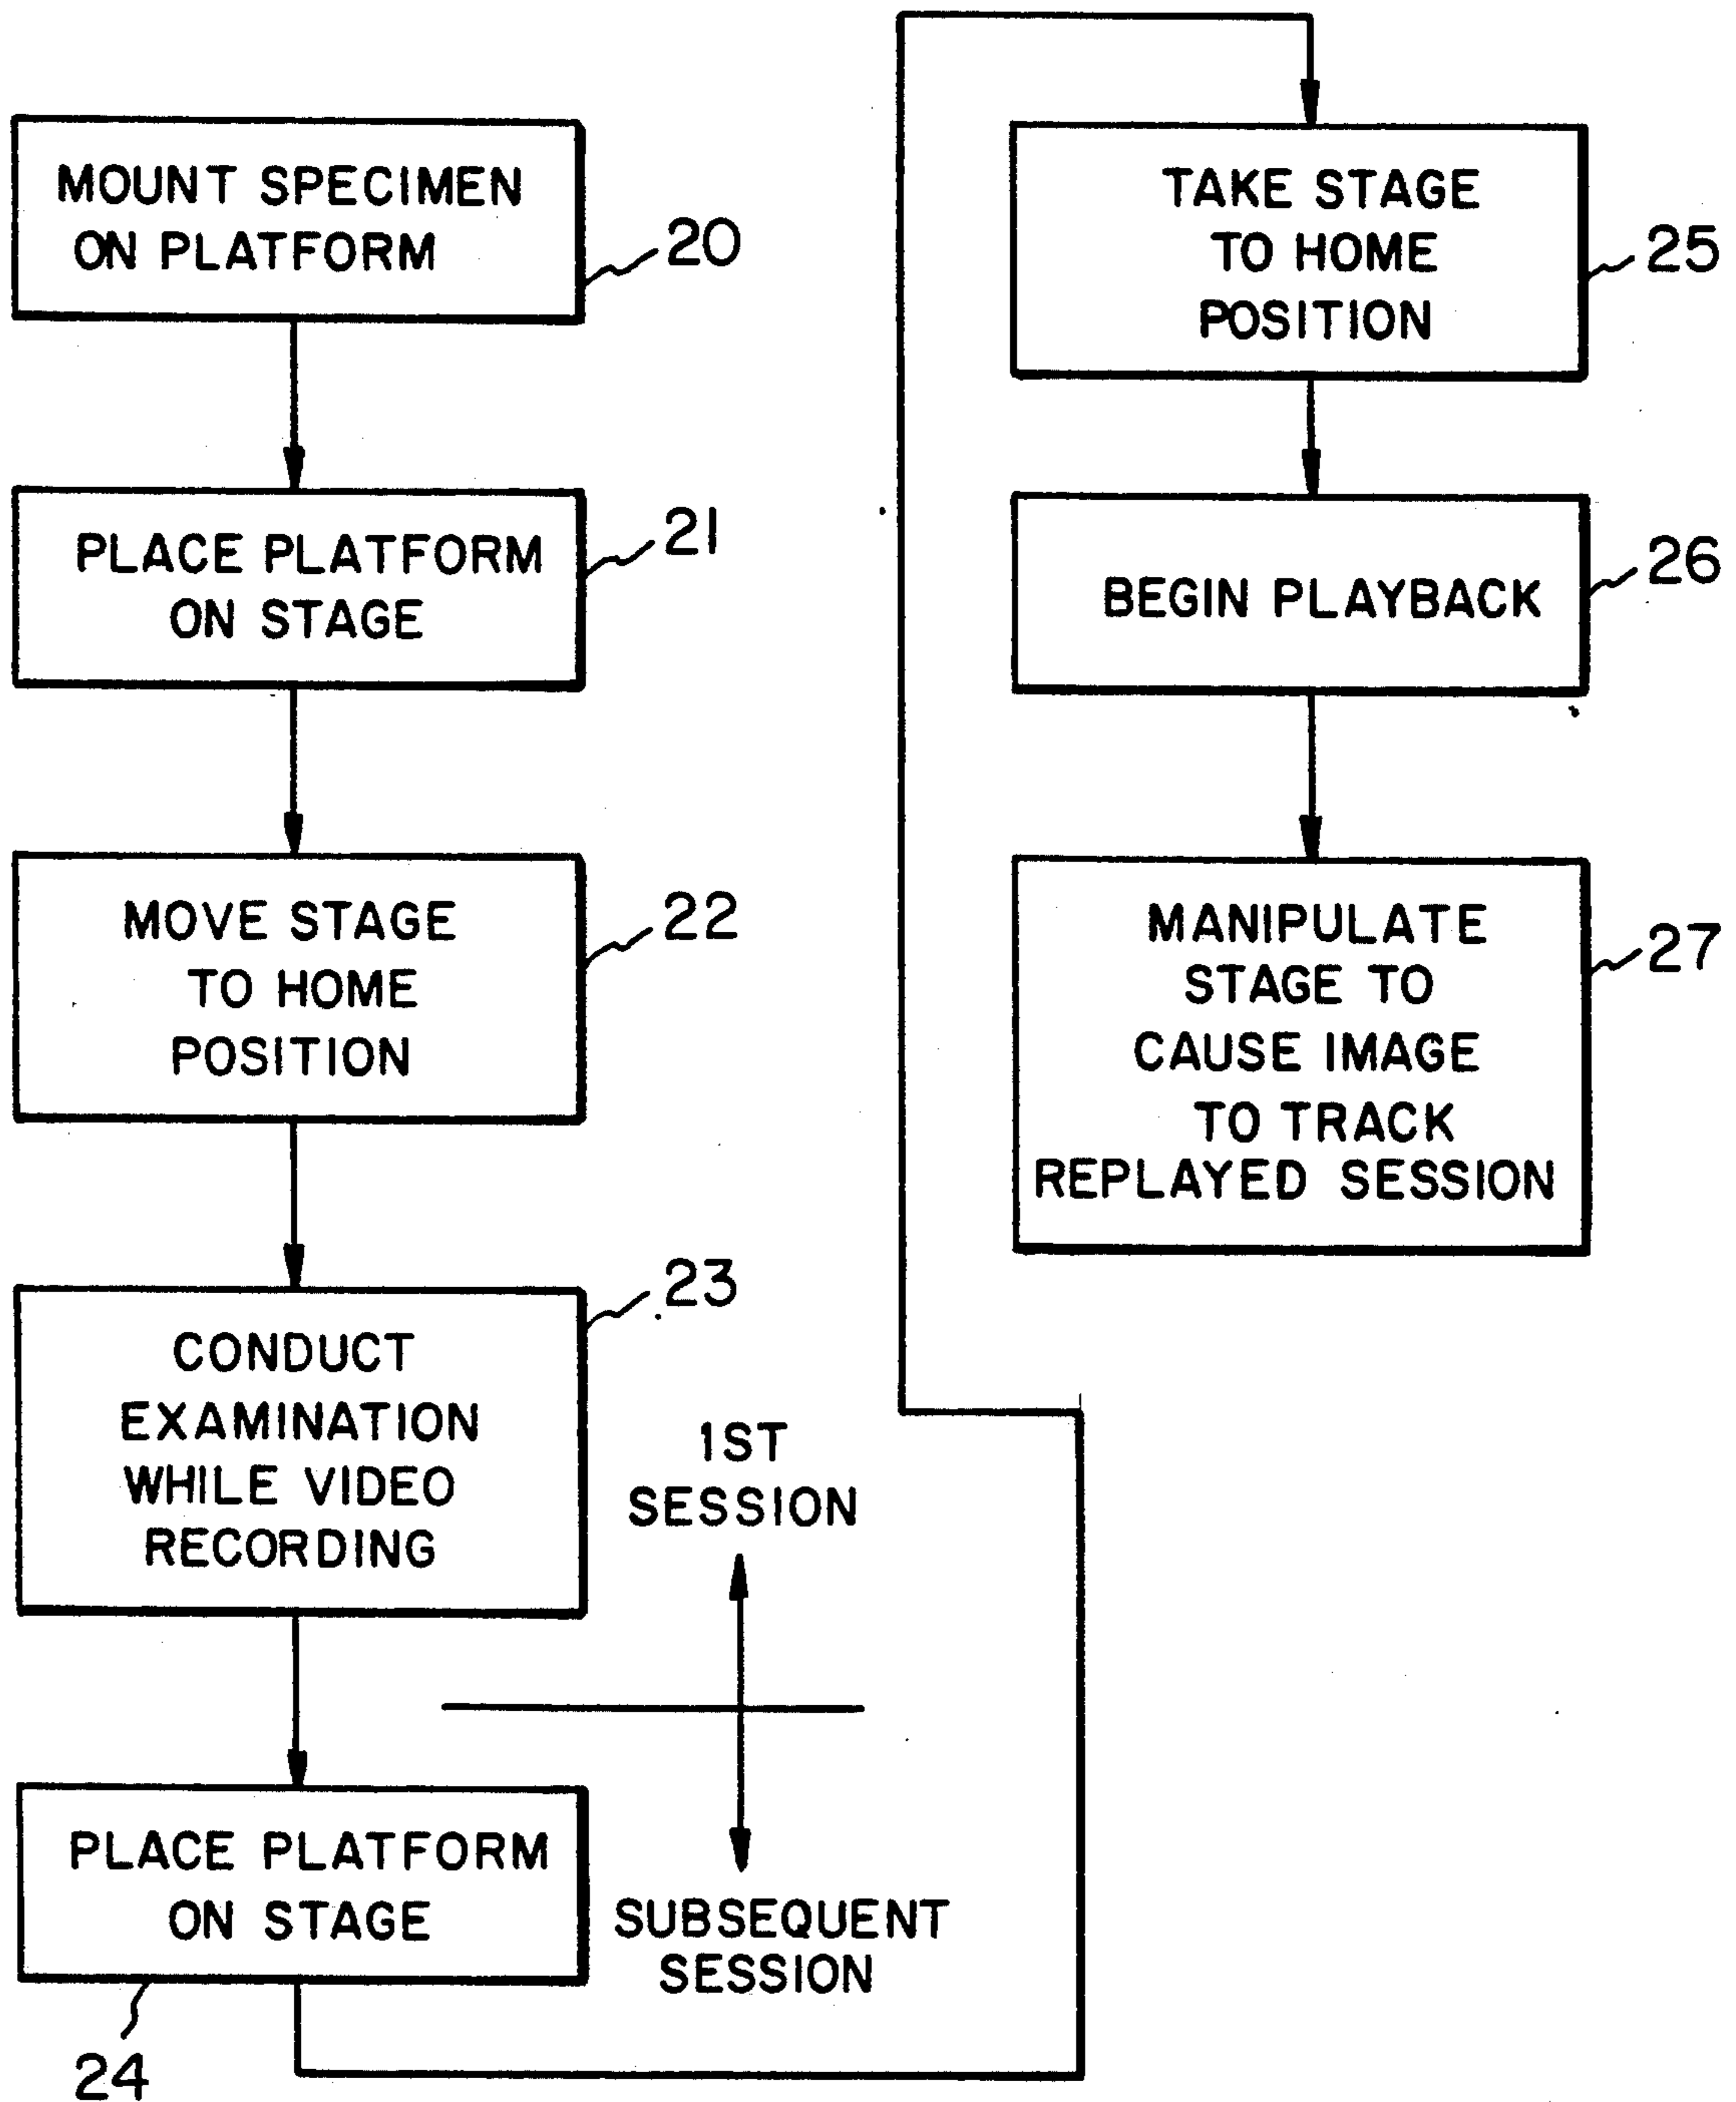 MOUNT SPECIMEN
ON PLATFORM
20
PLACE PLATFORM
ON STAGE
21
MOVE STAGE
TO HOME
POSITION
22
CONDUCT
EXAMINATION
WHILE VIDEO
RECORDING
23
1ST
SESSION
SUBSEQUENT
SESSION
PLACE PLATFORM
ON STAGE
24
TAKE STAGE
TO HOME
POSITION
25
BEGIN PLAYBACK
26
MANIPULATE
STAGE TO
CAUSE IMAGE
TO TRACK
REPLAYED SESSION
27